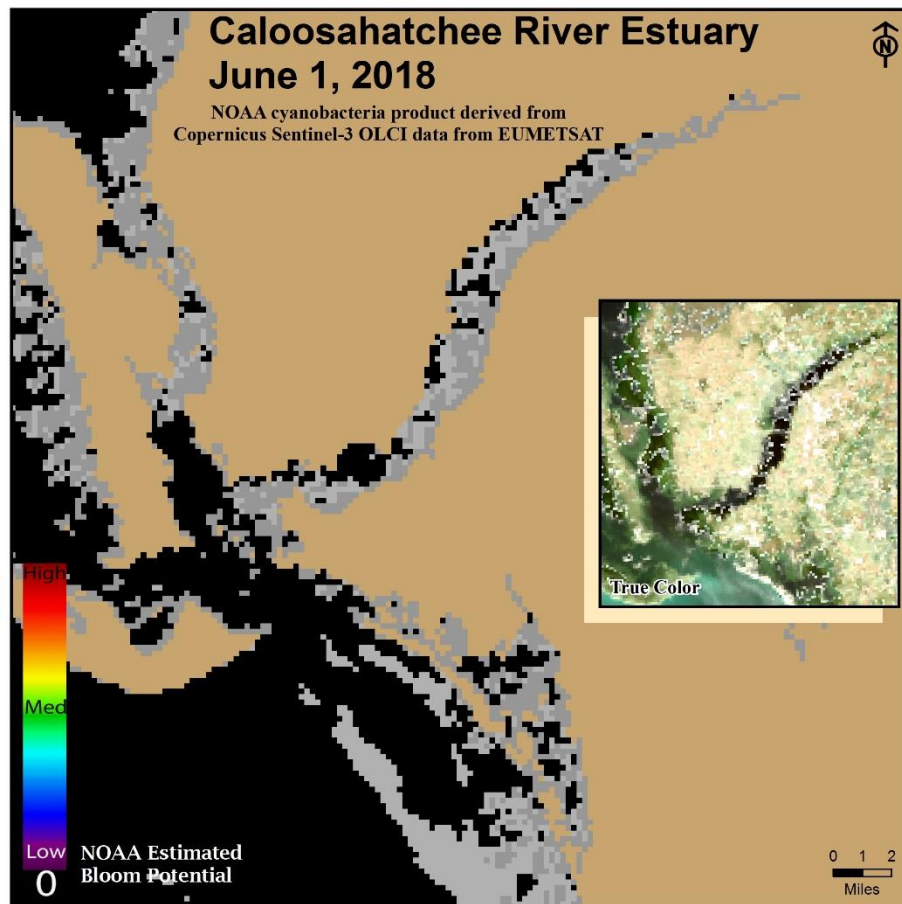 Caloosahatchee River Estuary
June 1, 2018
NOAA cyanobacteria product derived from
Copernicus Sentinel-3 OLCI data from EUMETSAT
N
True Color
High
Med
Low
0
NOAA Estimated
Bloom Potential
0 1 2
Miles